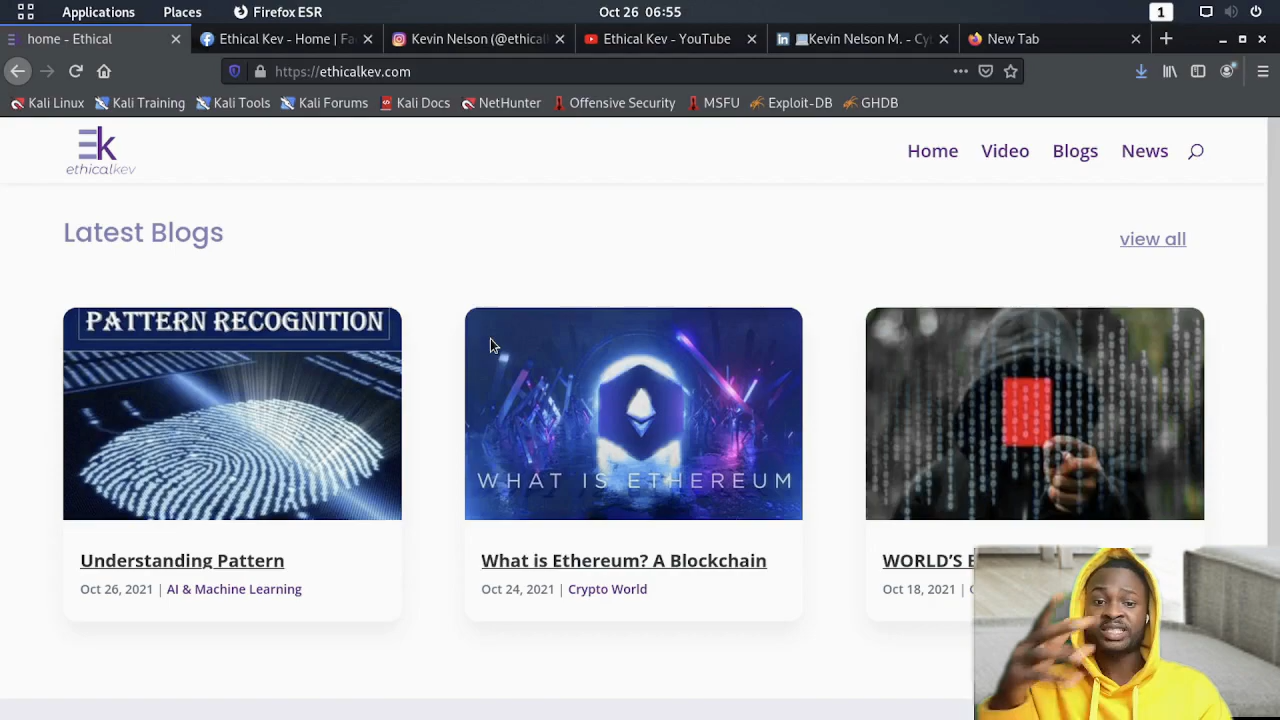 Applications Places Firefox ESR Oct 26 06:55 1
home - Ethical Ethical Kev - Home | Fa Kevin Nelson (@ethical Ethical Kev - YouTube Kevin Nelson M. - Cyt New Tab
https://ethicalkev.com
Kali Linux Kali Training Kali Tools Kali Forums Kali Docs NetHunter Offensive Security MSFU Exploit-DB GHDB
Ek
ethicalkev
Home Video Blogs News
Latest Blogs
view all
PATTERN RECOGNITION
WHAT IS ETHEREUM
Understanding Pattern
Oct 26, 2021 | AI & Machine Learning
What is Ethereum? A Blockchain
Oct 24, 2021 | Crypto World
WORLD’S
Oct 18, 2021 |